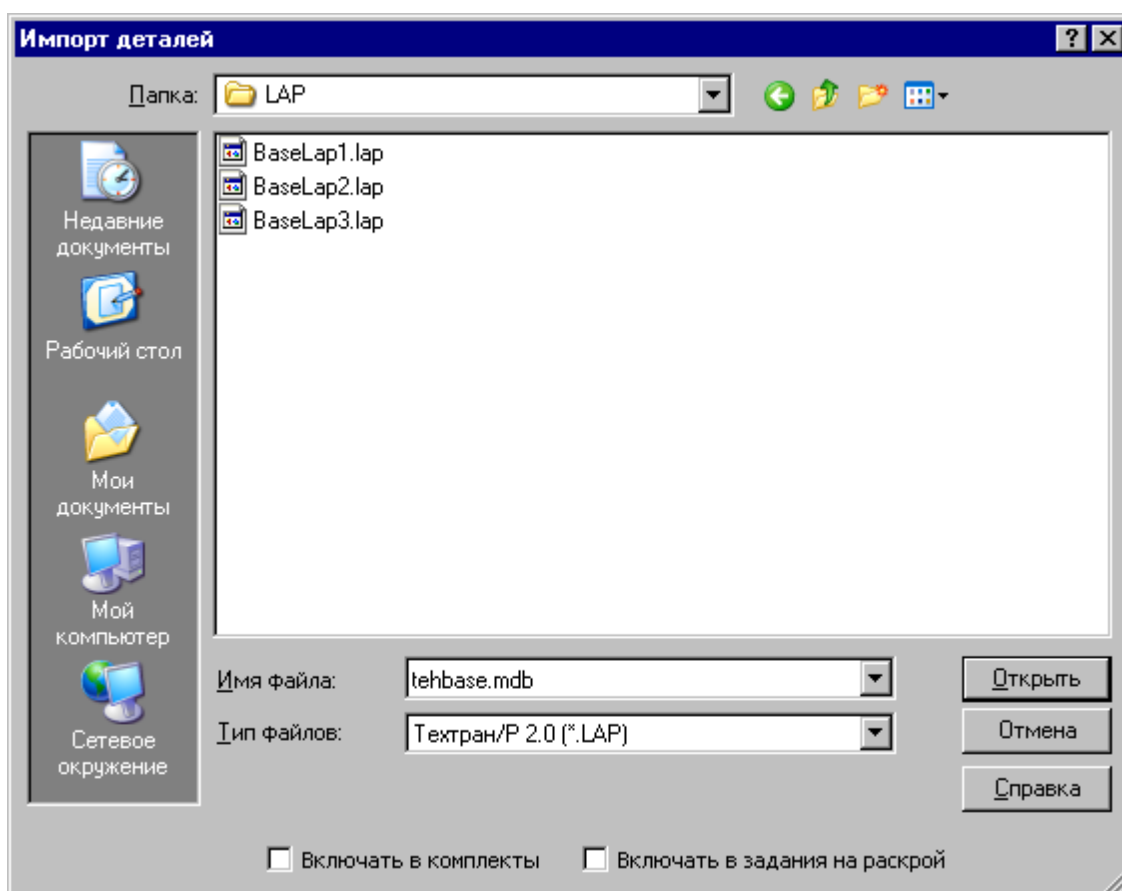 Импорт деталей
Папка: LAP
BaseLap1.lap
BaseLap2.lap
BaseLap3.lap
Недавние
документы
Рабочий стол
Мои
документы
Мой
компьютер
Сетевое
окружение
Имя файла: tehbase.mdb
Открыть
Тип файлов: Техтран/Р 2.0 (*.LAP)
Отмена
Справка
Включать в комплекты Включать в задания на раскрой